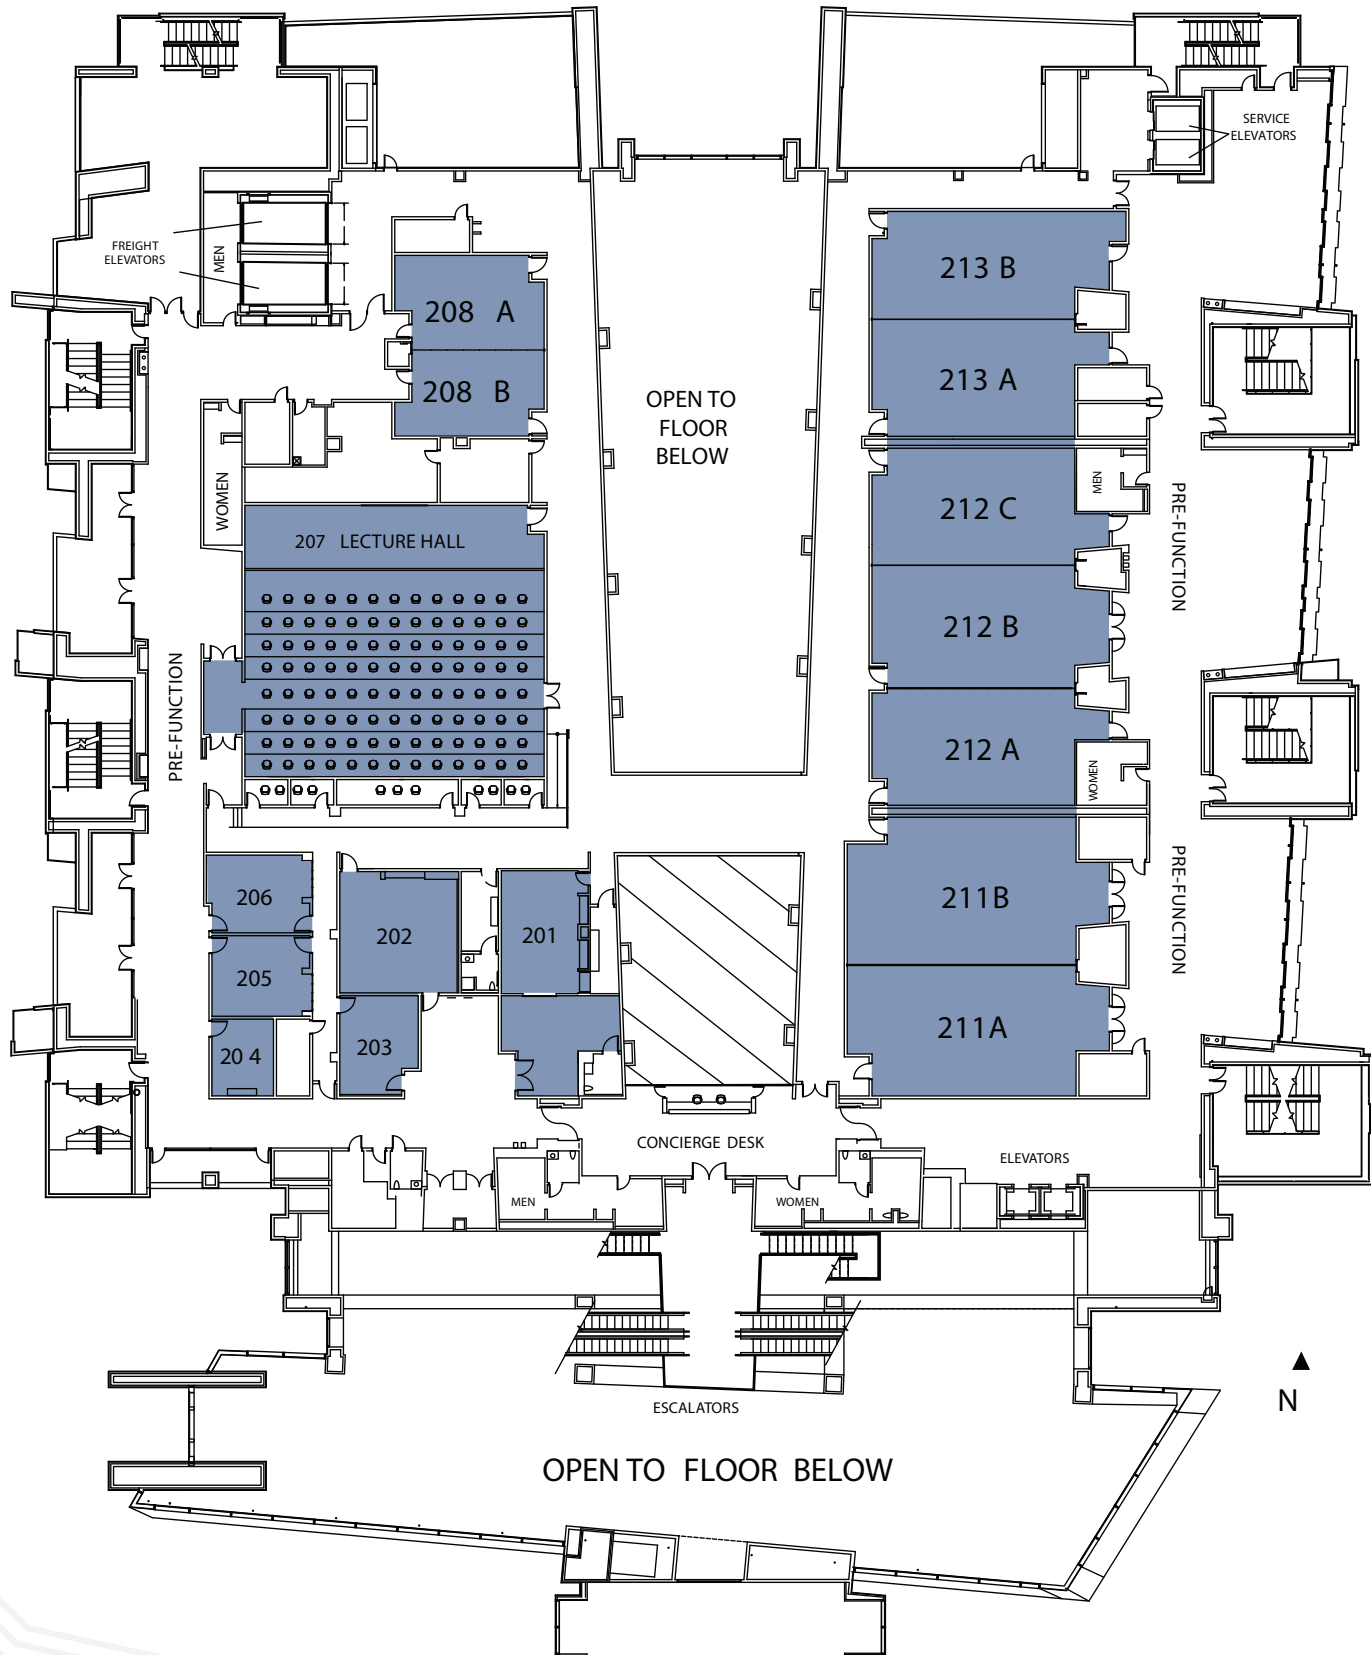 SERVICE
ELEVATORS
FREIGHT
ELEVATORS
MEN
208 A
208 B
213 B
213 A
OPEN TO
FLOOR
BELOW
WOMEN
212 C
MEN
PRE-FUNCTION
207 LECTURE HALL
212 B
PRE-FUNCTION
212 A
WOMEN
206
202
201
211B
PRE-FUNCTION
205
20 4
203
211A
CONCIERGE DESK
ELEVATORS
MEN
WOMEN
ESCALATORS
N
OPEN TO FLOOR BELOW